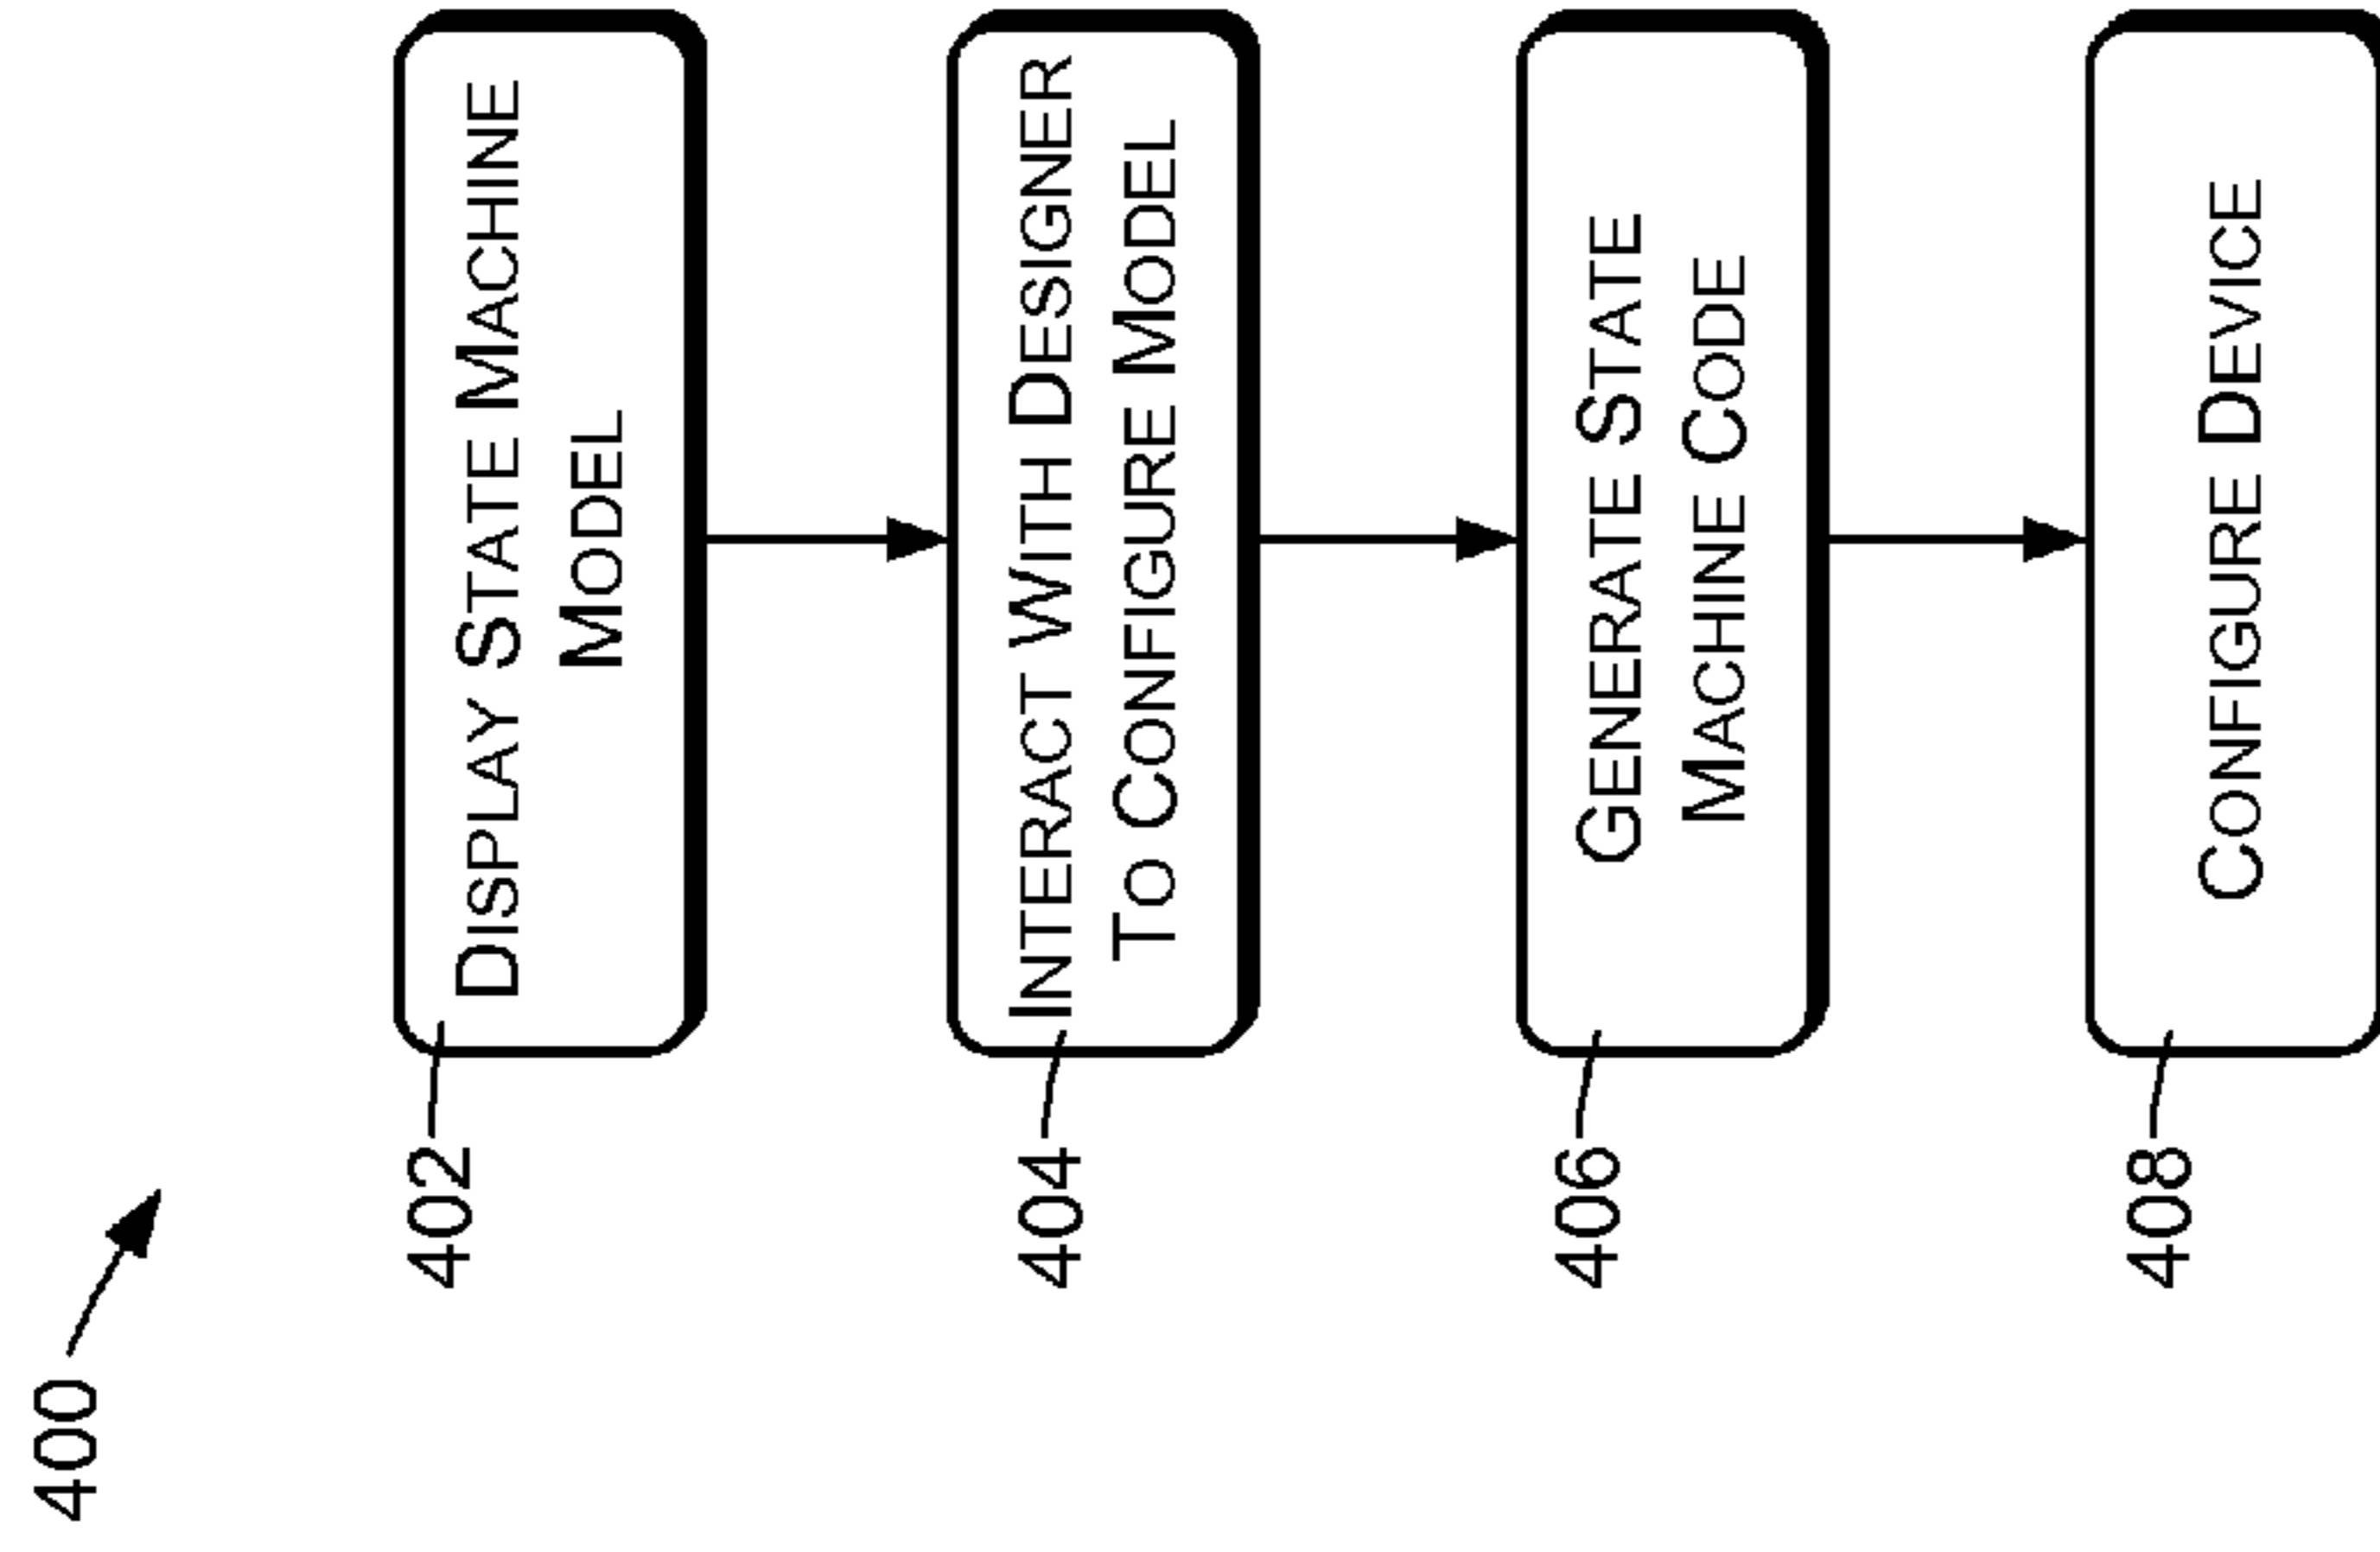 400
402
DISPLAY STATE MACHINE
MODEL
404
INTERACT WITH DESIGNER
TO CONFIGURE MODEL
406
GENERATE STATE
MACHINE CODE
408
CONFIGURE DEVICE